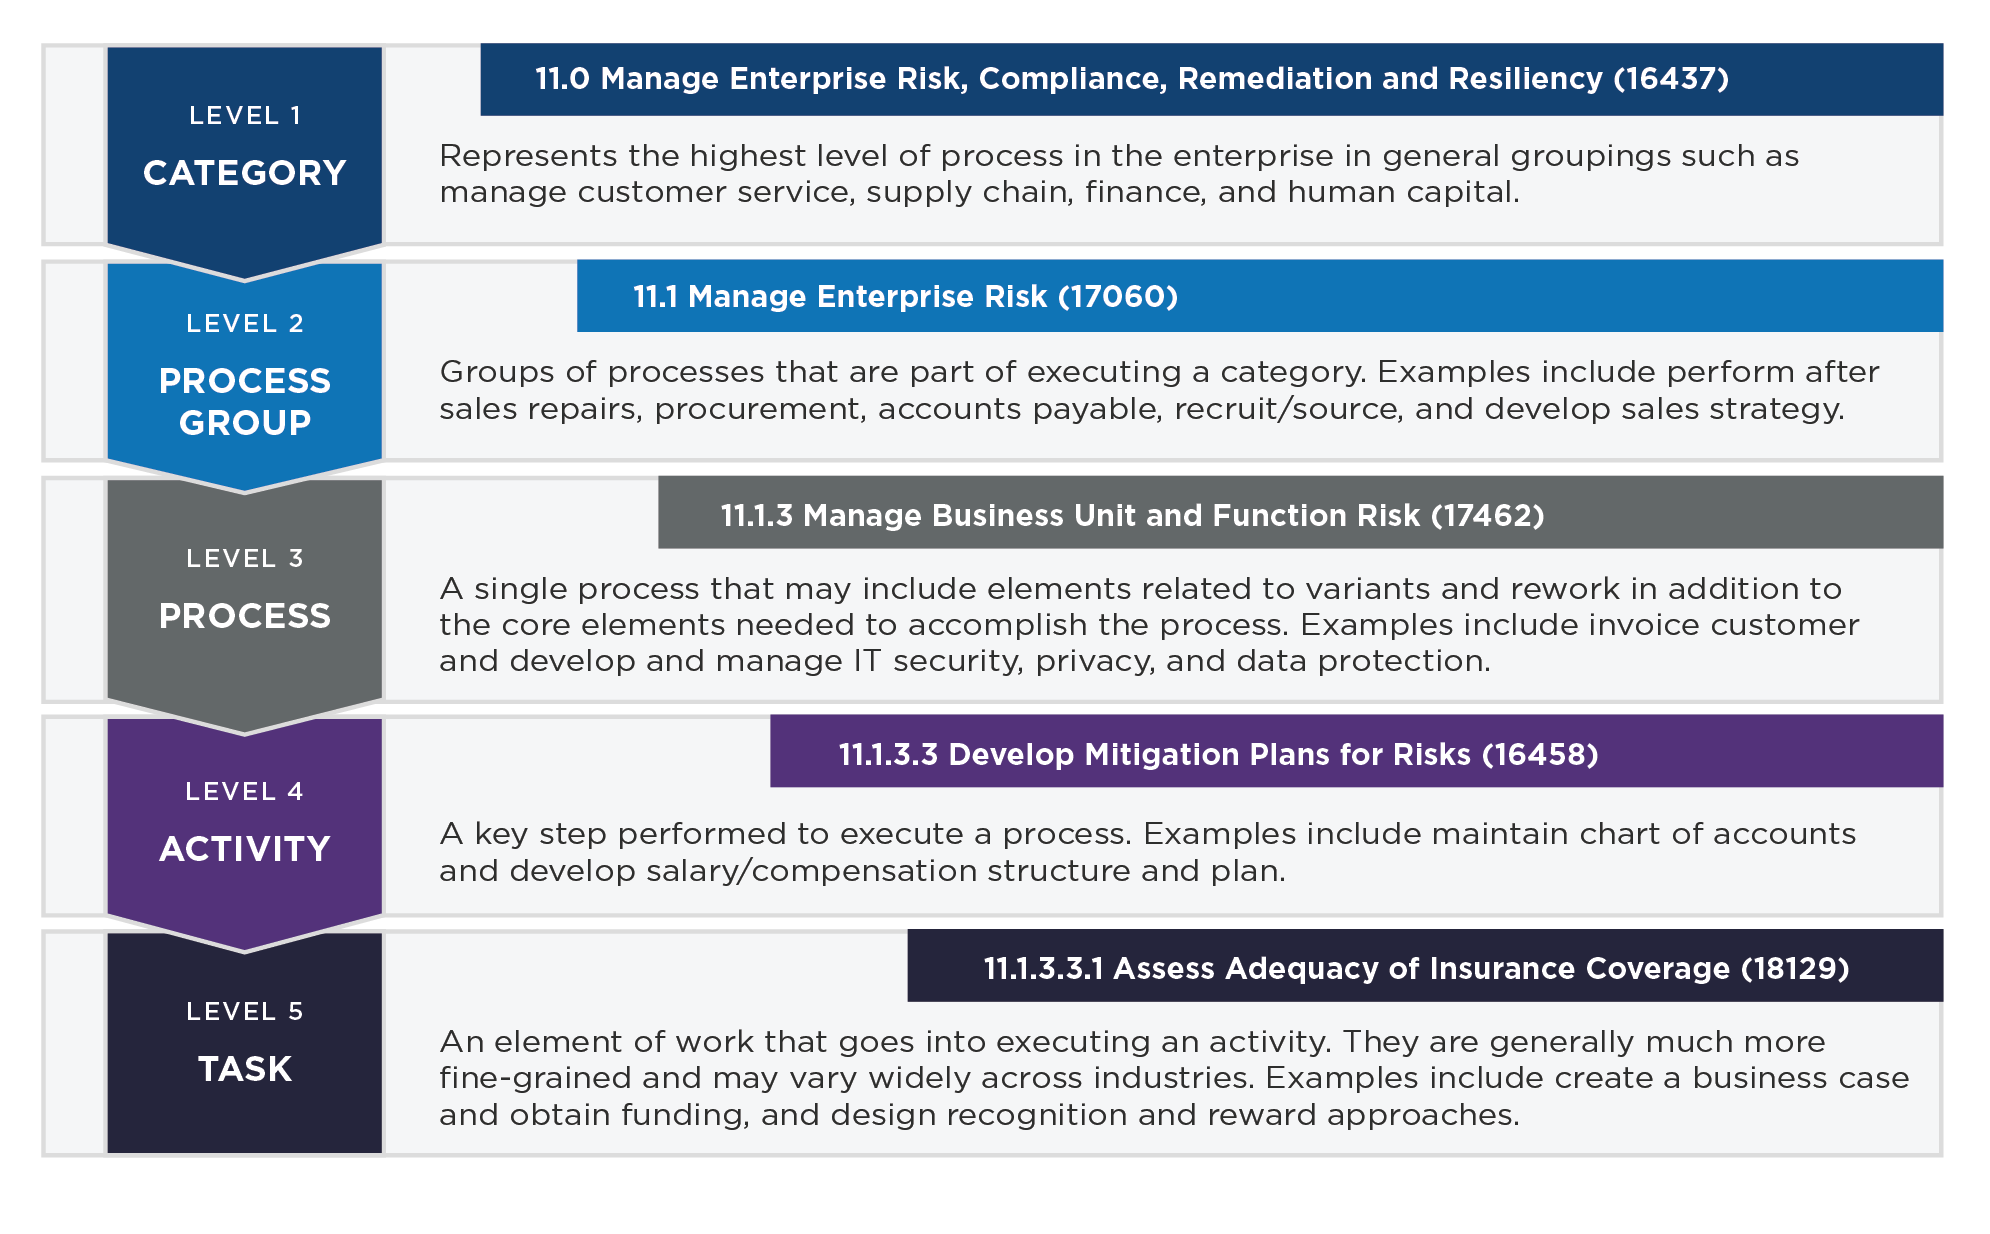 LEVEL 1
CATEGORY
11.0 Manage Enterprise Risk, Compliance, Remediation and Resiliency (16437)
Represents the highest level of process in the enterprise in general groupings such as
manage customer service, supply chain, finance, and human capital.
LEVEL 2
PROCESS
GROUP
11.1 Manage Enterprise Risk (17060)
Groups of processes that are part of executing a category. Examples include perform after
sales repairs, procurement, accounts payable, recruit/source, and develop sales strategy.
LEVEL 3
PROCESS
11.1.3 Manage Business Unit and Function Risk (17462)
A single process that may include elements related to variants and rework in addition to
the core elements needed to accomplish the process. Examples include invoice customer
and develop and manage IT security, privacy, and data protection.
LEVEL 4
ACTIVITY
11.1.3.3 Develop Mitigation Plans for Risks (16458)
A key step performed to execute a process. Examples include maintain chart of accounts
and develop salary/compensation structure and plan.
LEVEL 5
TASK
11.1.3.3.1 Assess Adequacy of Insurance Coverage (18129)
An element of work that goes into executing an activity. They are generally much more
fine-grained and may vary widely across industries. Examples include create a business case
and obtain funding, and design recognition and reward approaches.